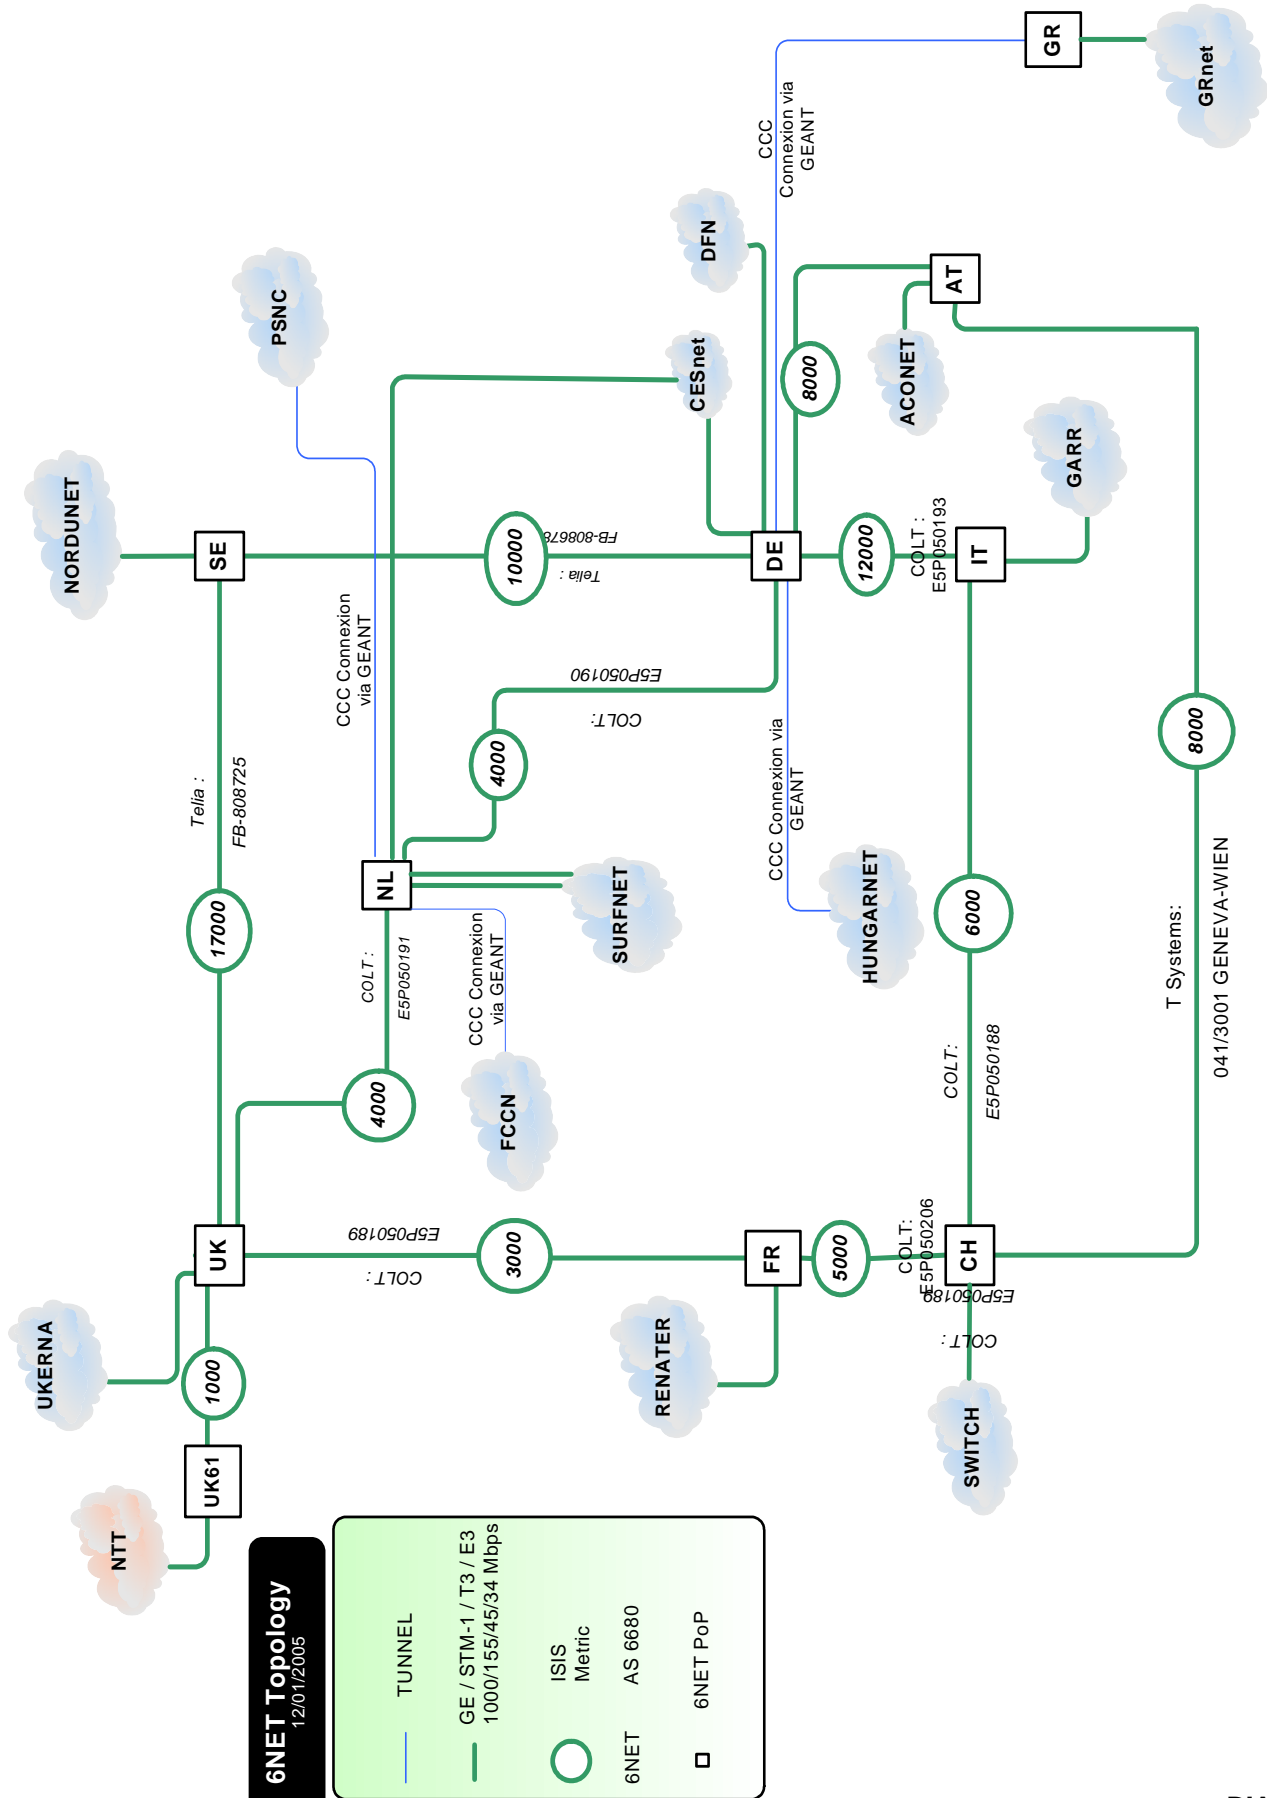 6NET Topology
12/01/2005
TUNNEL
GE / STM-1 / T3 / E3
1000/155/45/34 Mbps
ISIS
Metric
6NET
AS 6680
6NET PoP
NTT
UK61
1000
UKERNA
UK
17000
Telia :
FB-808725
SE
NORDUNET
PSNC
CCC Connexion
via GEANT
4000
COLT :
E5P050191
NL
CCC Connexion
via GEANT
FCCN
SURFNET
4000
COLT:
E5P050190
10000
Telia :
FB-808678
CESnet
DFN
COLT :
E5P050189
3000
RENATER
FR
5000
COLT:
E5P050206
COLT :
E5P050189
CH
SWITCH
CCC Connexion via
GEANT
HUNGARNET
DE
8000
CCC
Connexion via
GEANT
GR
GRnet
ACONET
AT
12000
COLT :
E5P050193
IT
GARR
6000
COLT:
E5P050188
8000
T Systems:
041/3001 GENEVA-WIEN